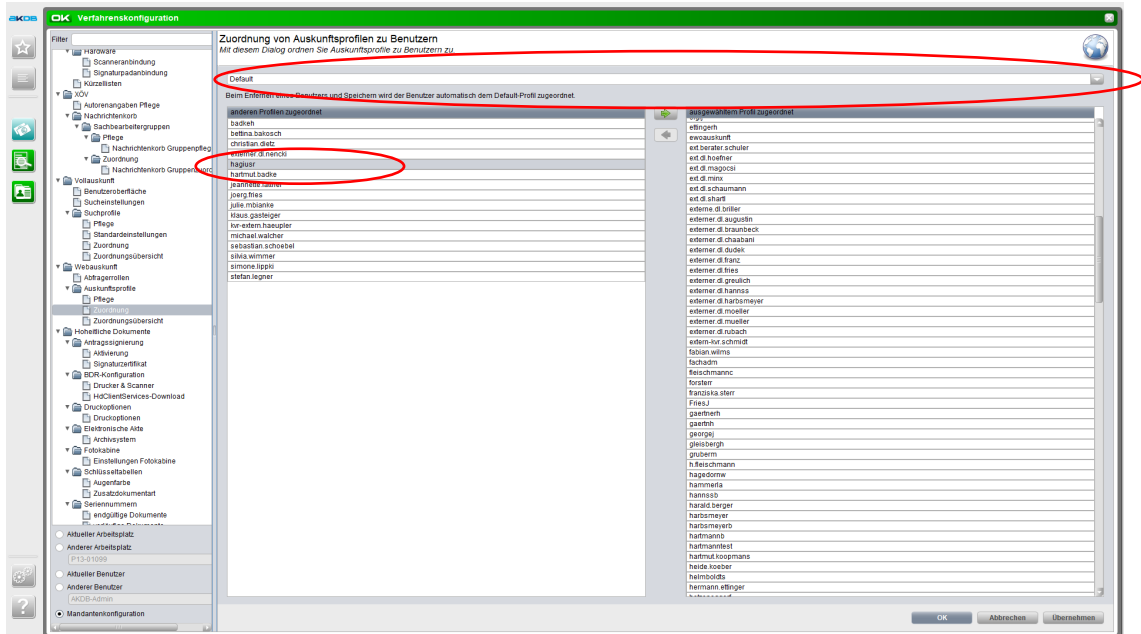 AKDB
OK Verfahrenskonfiguration
Filter
Hardware
Scanneranbindung
Signaturpadanbindung
Kürzellisten
XÖV
Autorenangaben Pflege
Nachrichtenkorb
Sachbearbeitergruppen
Pflege
Nachrichtenkorb Gruppenpfleg
Zuordnung
Nachrichtenkorb Gruppenzuord
Vollauskunft
Benutzeroberfläche
Sucheinstellungen
Suchprofile
Pflege
Standardeinstellungen
Zuordnung
Zuordnungsübersicht
Webauskunft
Abfragerollen
Auskunftsprofile
Pflege
Zuordnung
Zuordnungsübersicht
Hoheitliche Dokumente
Antragssignierung
Aktivierung
Signaturzertifikat
BDR-Konfiguration
Drucker & Scanner
HdClientServices-Download
Druckoptionen
Druckoptionen
Elektronische Akte
Archivsystem
Fotokabine
Einstellungen Fotokabine
Schlüsseltabellen
Augenfarbe
Zusatzdokumentart
Seriennummern
endgültige Dokumente
Aktueller Arbeitsplatz
Anderer Arbeitsplatz
P13-01089
Aktueller Benutzer
Anderer Benutzer
AKDB-Admin
Mandantenkonfiguration
Zuordnung von Auskunftsprofilen zu Benutzern
Mit diesem Dialog ordnen Sie Auskunftsprofile zu Benutzern zu.
Default
Beim Entfernen eines Benutzers und Speichern wird der Benutzer automatisch dem Default-Profil zugeordnet.
anderen Profilen zugeordnet
badkeh
bettina.bakosch
christian.dietz
externer.dl.nencki
hagiusr
hartmut.badke
joerg.fries
julie.mbianke
klaus.gasteiger
kvr-extern.haeupler
michael.walcher
sebastian.schoebel
silvia.wimmer
simone.lippki
stefan.legner
ausgewähltem Profil zugeordnet
ettingerh
ewoauskunft
ext.berater.schuler
ext.dl.hoefner
ext.dl.magocsi
ext.dl.minx
ext.dl.schaumann
ext.dl.shartl
externe.dl.briller
externer.dl.augustin
externer.dl.braunbeck
externer.dl.chaabani
externer.dl.dudek
externer.dl.franz
externer.dl.fries
externer.dl.greulich
externer.dl.hannss
externer.dl.harbsmeyer
externer.dl.moeller
externer.dl.mueller
externer.dl.rubach
extern-kvr.schmidt
fabian.wilms
fachadm
fleischmannc
forsterr
franziska.sterr
FriesJ
gaertnerh
gaertnh
georgej
gleisbergh
gruberm
h.fleischmann
hagedornw
hammerla
hannssb
harald.berger
harbsmeyer
harbsmeyerb
hartmannb
hartmanntest
hartmut.koopmans
heide.koeber
helmboldts
hermann.ettinger
OK Abbrechen Übernehmen